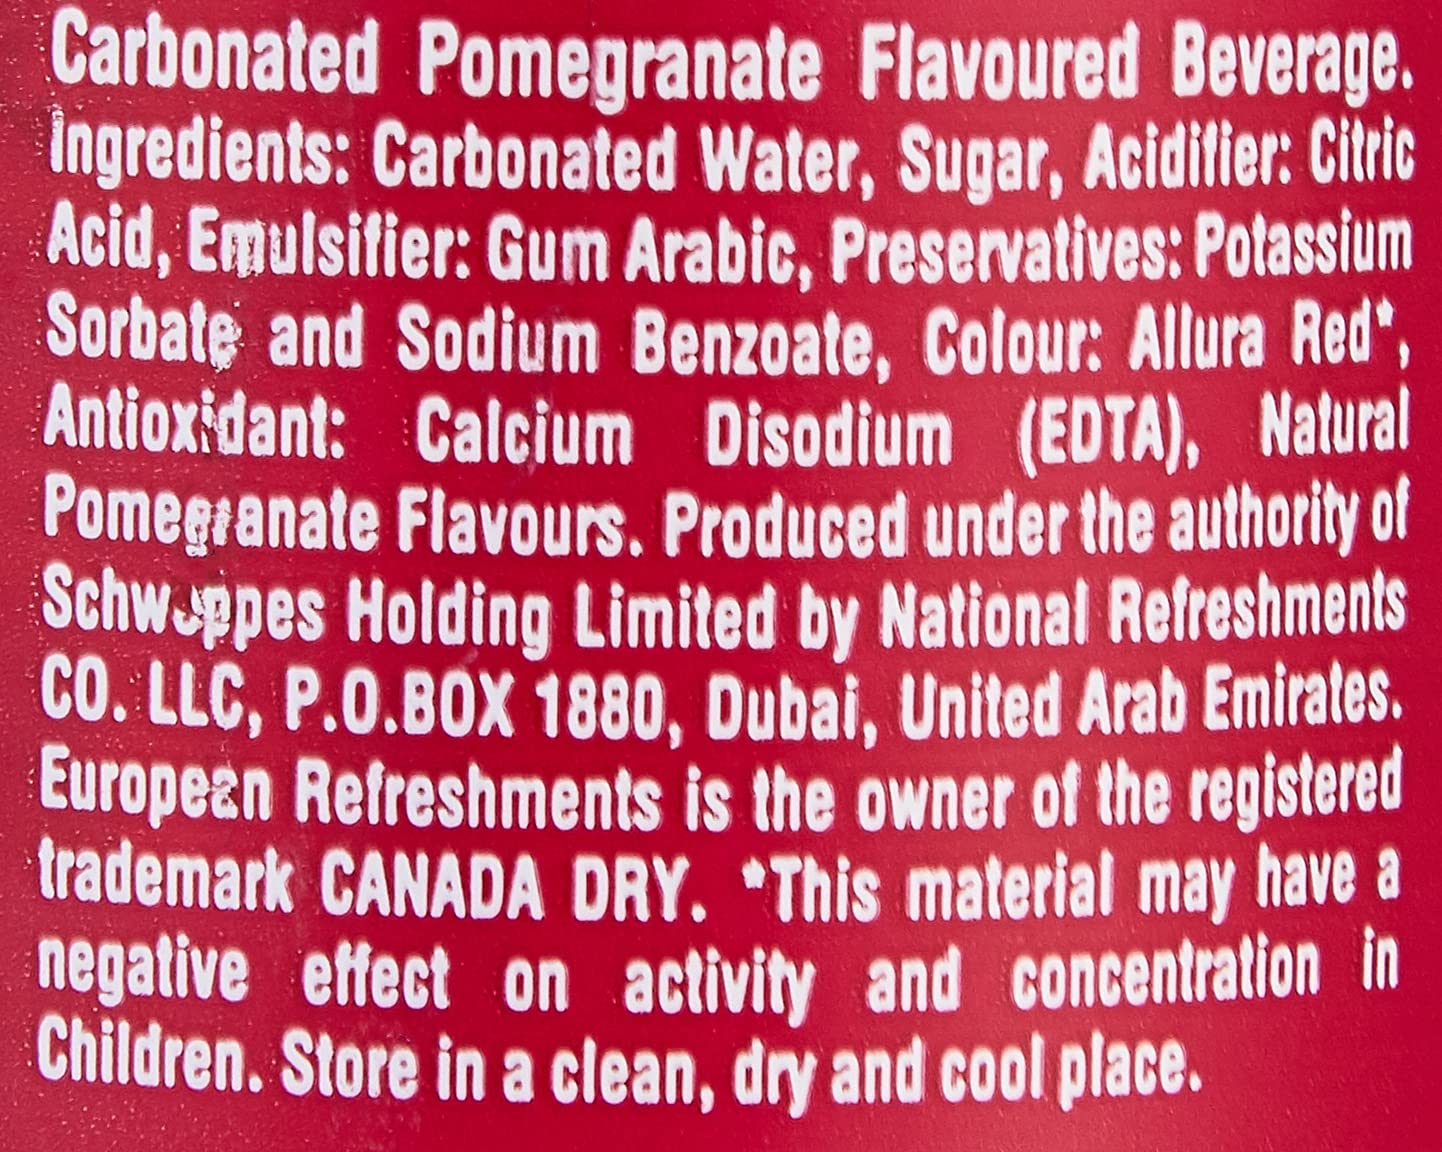 Carbonated Pomegranate Flavoured Beverage.
Ingredients: Carbonated Water, Sugar, Acidifier: Citric
Acid, Emulsifier: Gum Arabic, Preservatives: Potassium
Sorbate and Sodium Benzoate, Colour: Allura Red*,
Antioxidant: Calcium Disodium (EDTA), Natural
Pomegranate Flavours. Produced under the authority of
Schweppes Holding Limited by National Refreshments
CO. LLC, P.O.BOX 1880, Dubai, United Arab Emirates.
European Refreshments is the owner of the registered
trademark CANADA DRY. *This material may have a
negative effect on activity and concentration in
Children. Store in a clean, dry and cool place.